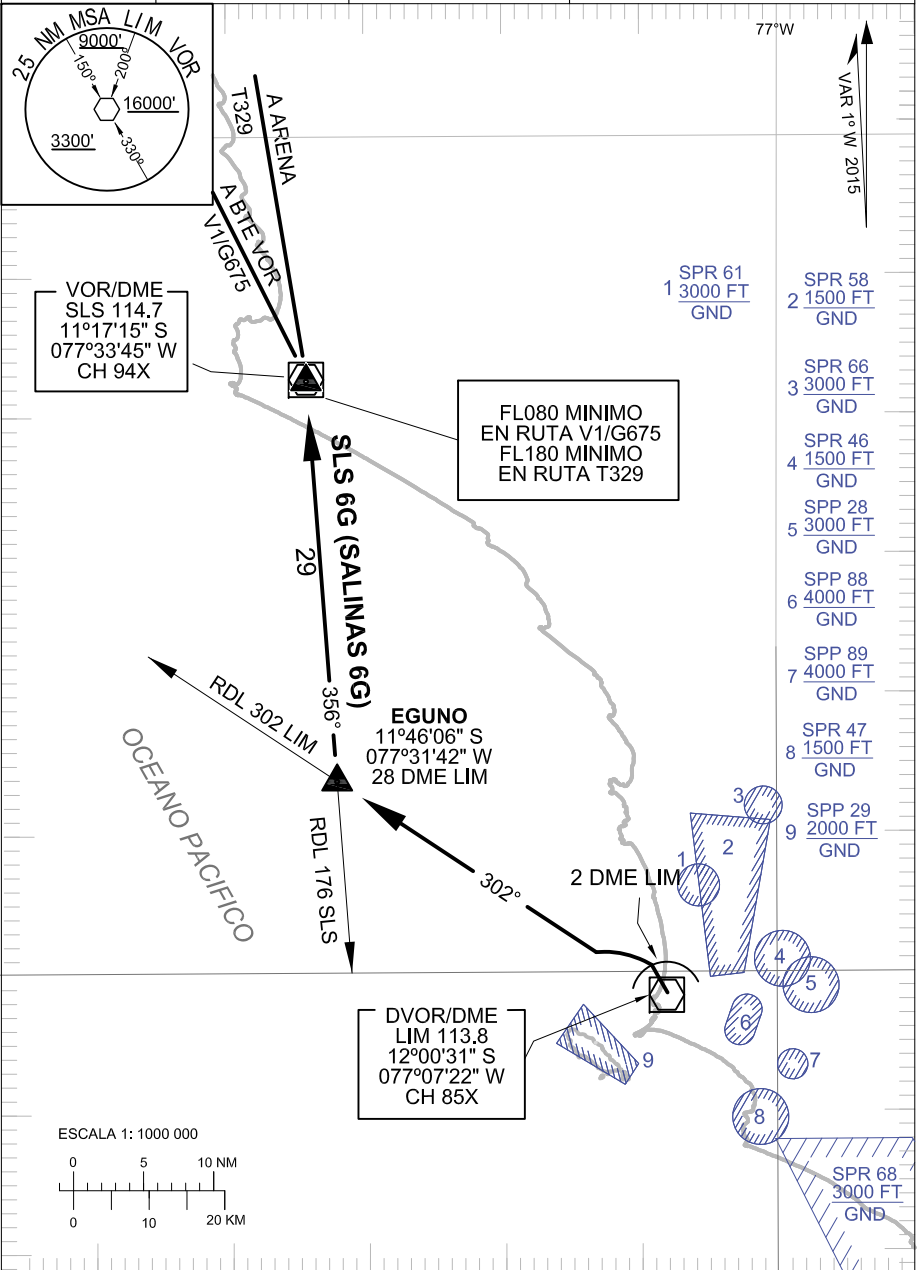 25 NM MSA LIM VOR
9000'
150º
200º
16000'
3300'
330º
77°W
VAR 1º W 2015
A ARENA
T329
A BTE VOR
V1/G675
VOR/DME
SLS 114.7
11º17'15" S
077º33'45" W
CH 94X
FL080 MINIMO
EN RUTA V1/G675
FL180 MINIMO
EN RUTA T329
1
SPR 61
3000 FT
GND
2
SPR 58
1500 FT
GND
3
SPR 66
3000 FT
GND
4
SPR 46
1500 FT
GND
5
SPP 28
3000 FT
GND
6
SPP 88
4000 FT
GND
7
SPP 89
4000 FT
GND
8
SPR 47
1500 FT
GND
9
SPP 29
2000 FT
GND
SLS 6G (SALINAS 6G)
29
356°
RDL 302 LIM
EGUNO
11º46'06" S
077º31'42" W
28 DME LIM
OCEANO PACIFICO
RDL 176 SLS
302°
2 DME LIM
3
2
1
4
5
6
7
8
9
DVOR/DME
LIM 113.8
12º00'31" S
077º07'22" W
CH 85X
ESCALA 1: 1000 000
0 5 10 NM
0 10 20 KM
SPR 68
3000 FT
GND